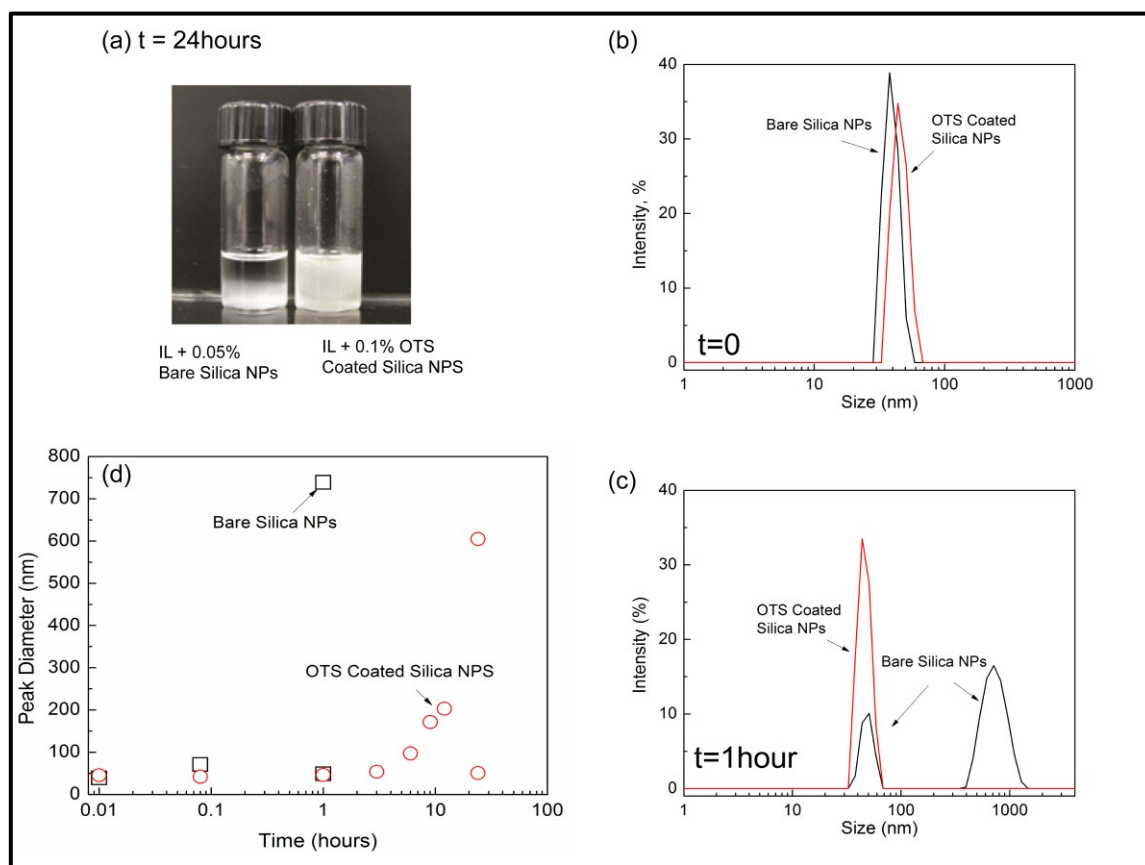 (a) t = 24hours
IL + 0.05%
Bare Silica NPs
IL + 0.1% OTS
Coated Silica NPS
(b)
40
30
20
10
0
Intensity, %
Bare Silica NPs
OTS Coated
Silica NPs
t=0
1
10
100
1000
Size (nm)
(d)
800
700
600
500
400
300
200
100
0
Peak Diameter (nm)
Bare Silica NPs
OTS Coated Silica NPS
0.01
0.1
1
10
100
Time (hours)
(c)
40
30
20
10
0
Intensity (%)
OTS Coated
Silica NPs
Bare Silica NPs
t=1hour
1
10
100
1000
Size (nm)